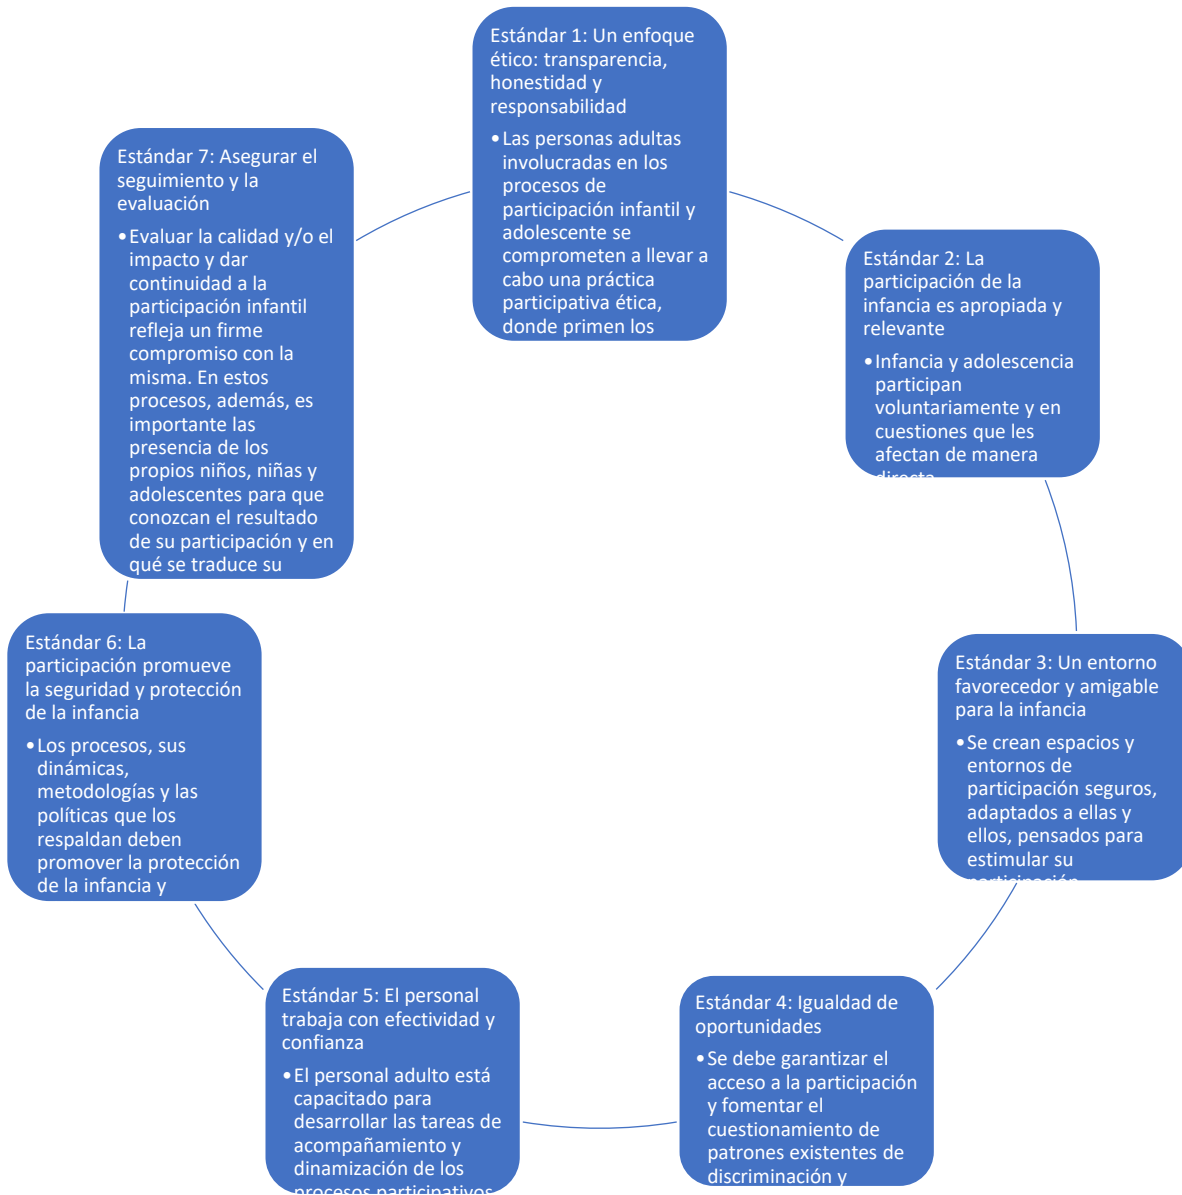 Estándar 1: Un enfoque
ético: transparencia,
honestidad y
responsabilidad
•Las personas adultas
involucradas en los
procesos de
participación infantil y
adolescente se
comprometen a llevar a
cabo una práctica
participativa ética,
donde primen los
Estándar 2: La
participación de la
infancia es apropiada y
relevante
•Infancia y adolescencia
participan
voluntariamente y en
cuestiones que les
afectan de manera
directa
Estándar 3: Un entorno
favorecedor y amigable
para la infancia
•Se crean espacios y
entornos de
participación seguros,
adaptados a ellas y
ellos, pensados para
estimular su
participación
Estándar 4: Igualdad de
oportunidades
•Se debe garantizar el
acceso a la participación
y fomentar el
cuestionamiento de
patrones existentes de
discriminación y
Estándar 5: El personal
trabaja con efectividad y
confianza
•El personal adulto está
capacitado para
desarrollar las tareas de
acompañamiento y
dinamización de los
procesos participativos
Estándar 6: La
participación promueve
la seguridad y protección
de la infancia
•Los procesos, sus
dinámicas,
metodologías y las
políticas que los
respaldan deben
promover la protección
de la infancia y
Estándar 7: Asegurar el
seguimiento y la
evaluación
•Evaluar la calidad y/o el
impacto y dar
continuidad a la
participación infantil
refleja un firme
compromiso con la
misma. En estos
procesos, además, es
importante las
presencia de los
propios niños, niñas y
adolescentes para que
conozcan el resultado
de su participación y en
qué se traduce su